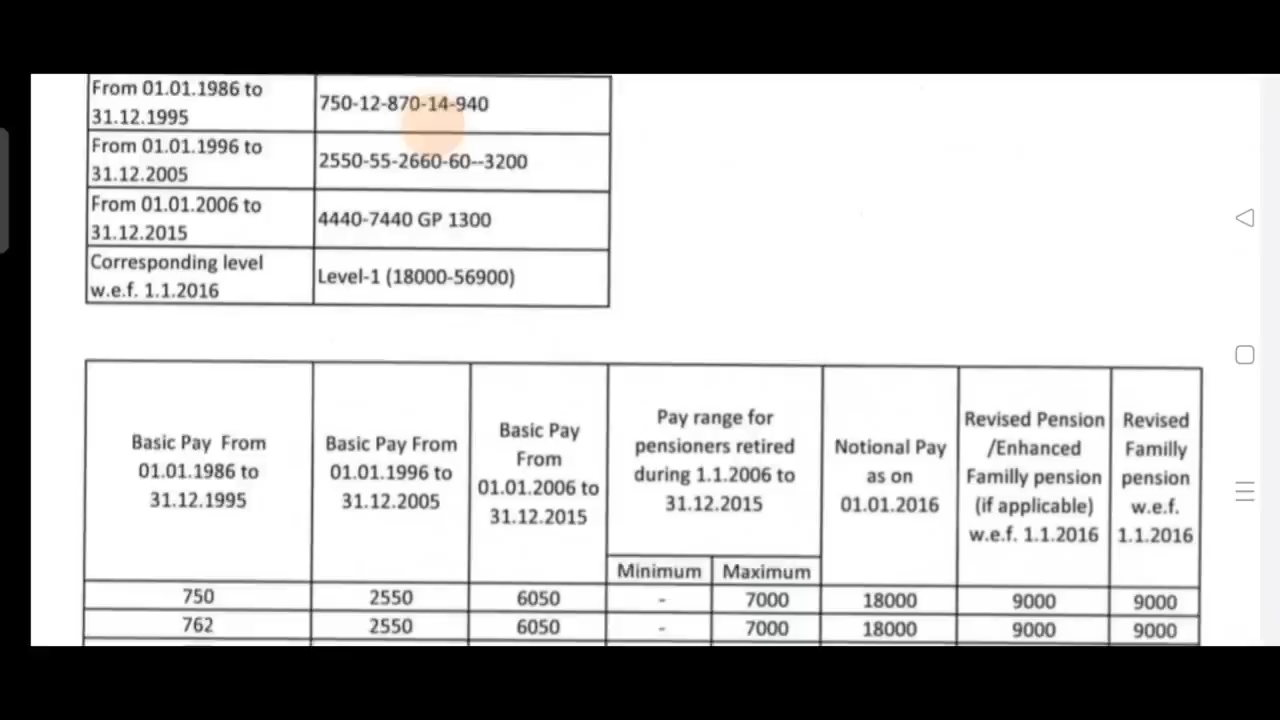 From 01.01.1986 to
31.12.1995
750-12-870-14-940
From 01.01.1996 to
31.12.2005
2550-55-2660-60--3200
From 01.01.2006 to
31.12.2015
4440-7440 GP 1300
Corresponding level
w.e.f. 1.1.2016
Level-1 (18000-56900)
Basic Pay From
01.01.1986 to
31.12.1995
Basic Pay From
01.01.1996 to
31.12.2005
Basic Pay
From
01.01.2006 to
31.12.2015
Pay range for
pensioners retired
during 1.1.2006 to
31.12.2015
Minimum Maximum
Notional Pay
as on
01.01.2016
Revised Pension
/Enhanced
Familly pension
(if applicable)
w.e.f. 1.1.2016
Revised
Familly
pension
w.e.f.
1.1.2016
750 2550 6050 - 7000 18000 9000 9000
762 2550 6050 - 7000 18000 9000 9000